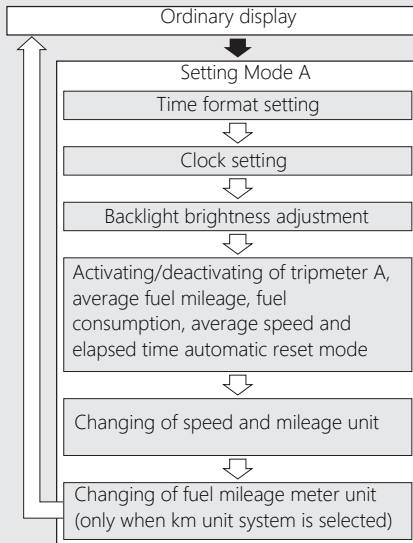 Ordinary display
Setting Mode A
Time format setting
Clock setting
Backlight brightness adjustment
Activating/deactivating of tripmeter A,
average fuel mileage, fuel
consumption, average speed and
elapsed time automatic reset mode
Changing of speed and mileage unit
Changing of fuel mileage meter unit
(only when km unit system is selected)